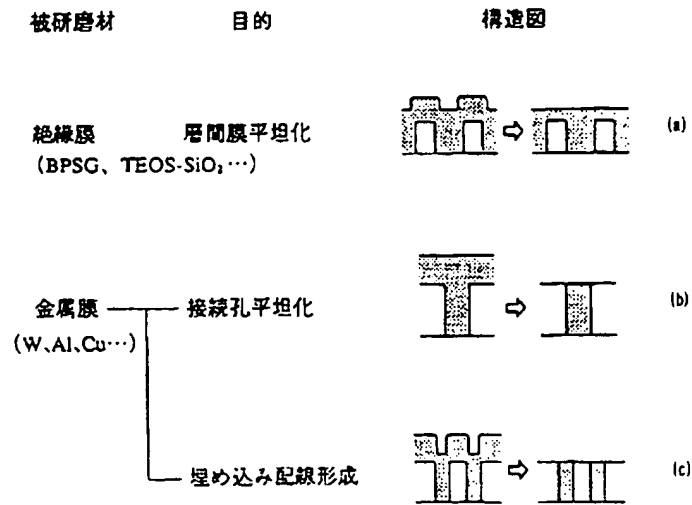 被研磨材 目的 構造図
絶縁膜 層間膜平坦化 (a)
(BPSG、TEOS-SiO₂…)
金属膜 接続孔平坦化 (b)
(W、Al、Cu…)
埋め込み配線形成 (c)